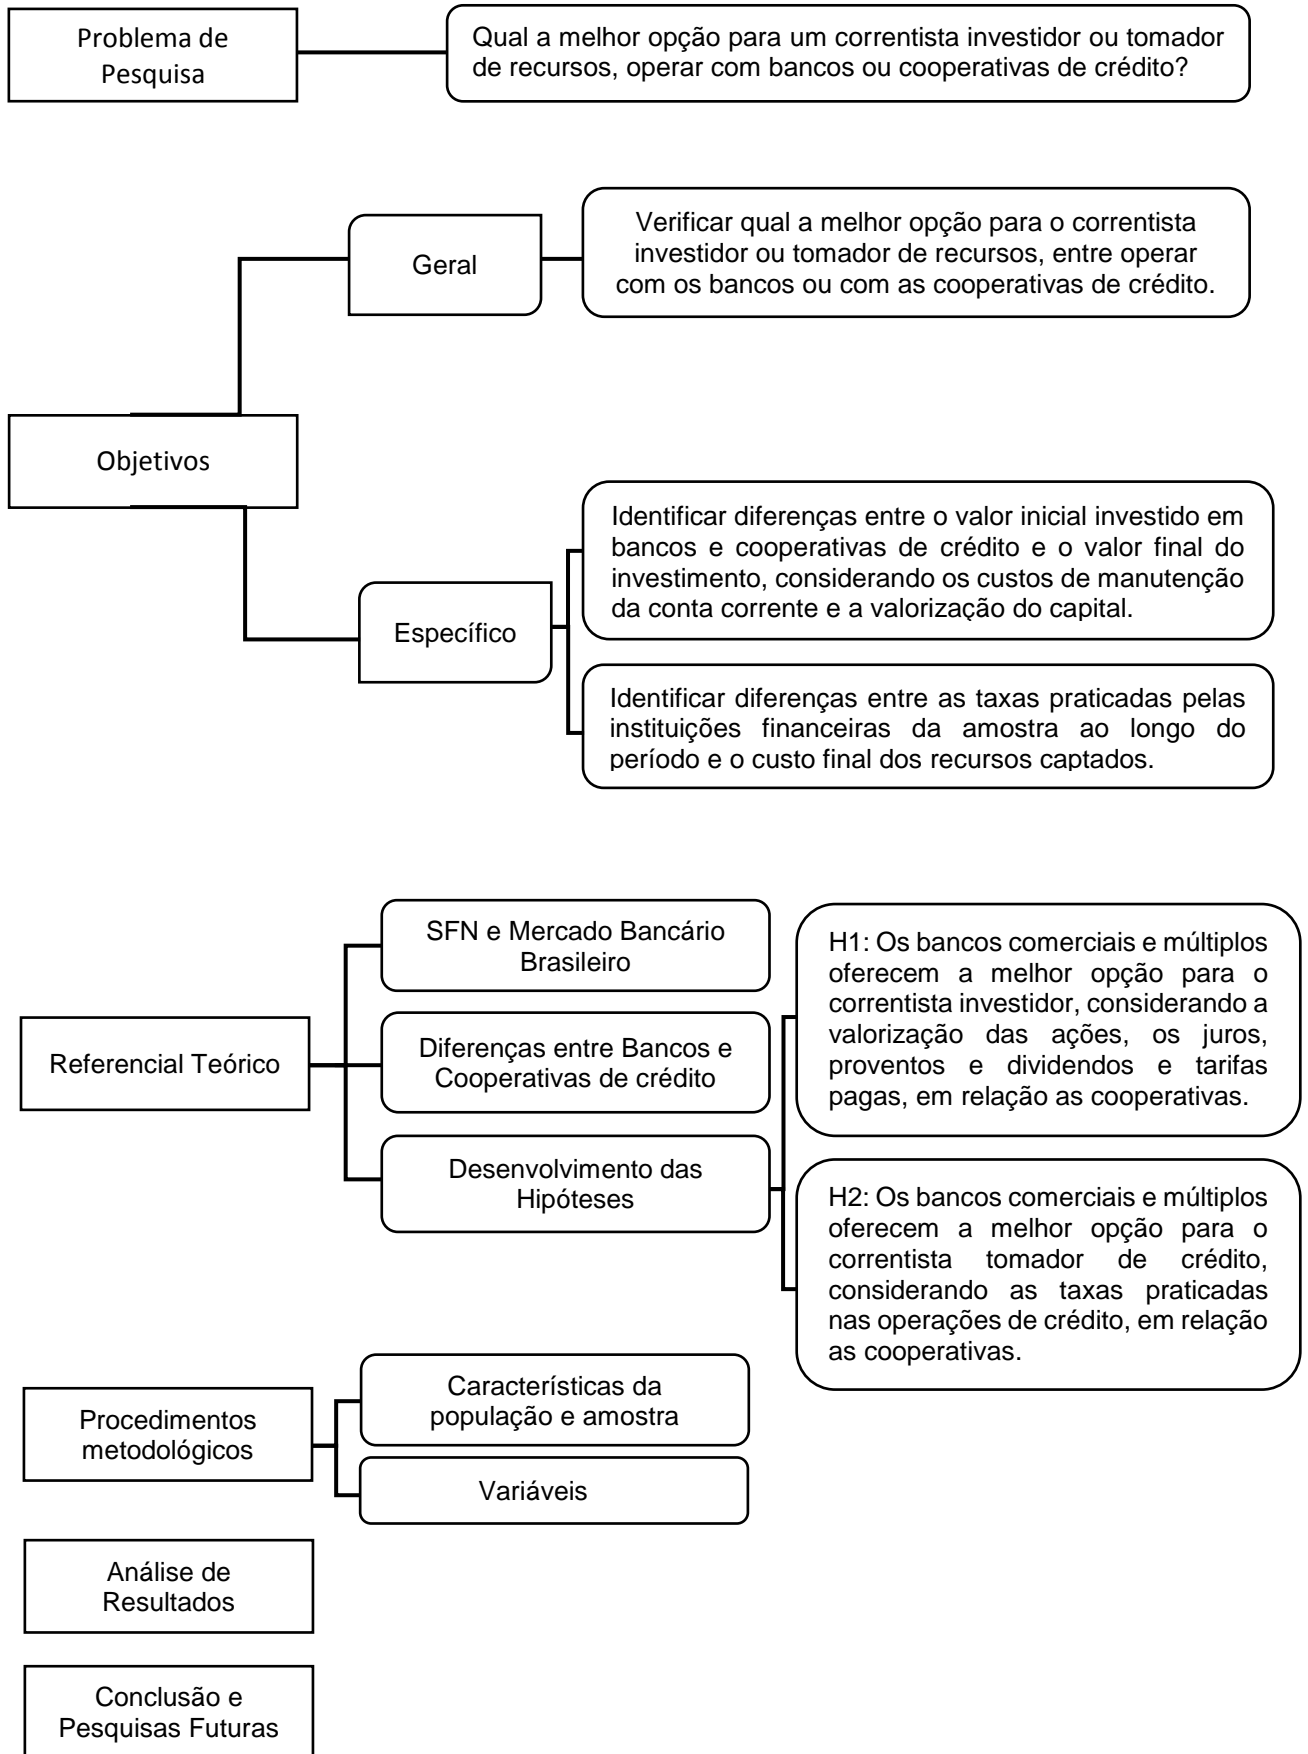 Problema de
Pesquisa
Qual a melhor opção para um correntista investidor ou tomador
de recursos, operar com bancos ou cooperativas de crédito?
Geral
Verificar qual a melhor opção para o correntista
investidor ou tomador de recursos, entre operar
com os bancos ou com as cooperativas de crédito.
Objetivos
Específico
Identificar diferenças entre o valor inicial investido em
bancos e cooperativas de crédito e o valor final do
investimento, considerando os custos de manutenção
da conta corrente e a valorização do capital.
Identificar diferenças entre as taxas praticadas pelas
instituições financeiras da amostra ao longo do
período e o custo final dos recursos captados.
Referencial Teórico
SFN e Mercado Bancário
Brasileiro
Diferenças entre Bancos e
Cooperativas de crédito
Desenvolvimento das
Hipóteses
H1: Os bancos comerciais e múltiplos
oferecem a melhor opção para o
correntista investidor, considerando a
valorização das ações, os juros,
proventos e dividendos e tarifas
pagas, em relação as cooperativas.
H2: Os bancos comerciais e múltiplos
oferecem a melhor opção para o
correntista tomador de crédito,
considerando as taxas praticadas
nas operações de crédito, em relação
as cooperativas.
Procedimentos
metodológicos
Características da
população e amostra
Variáveis
Análise de
Resultados
Conclusão e
Pesquisas Futuras